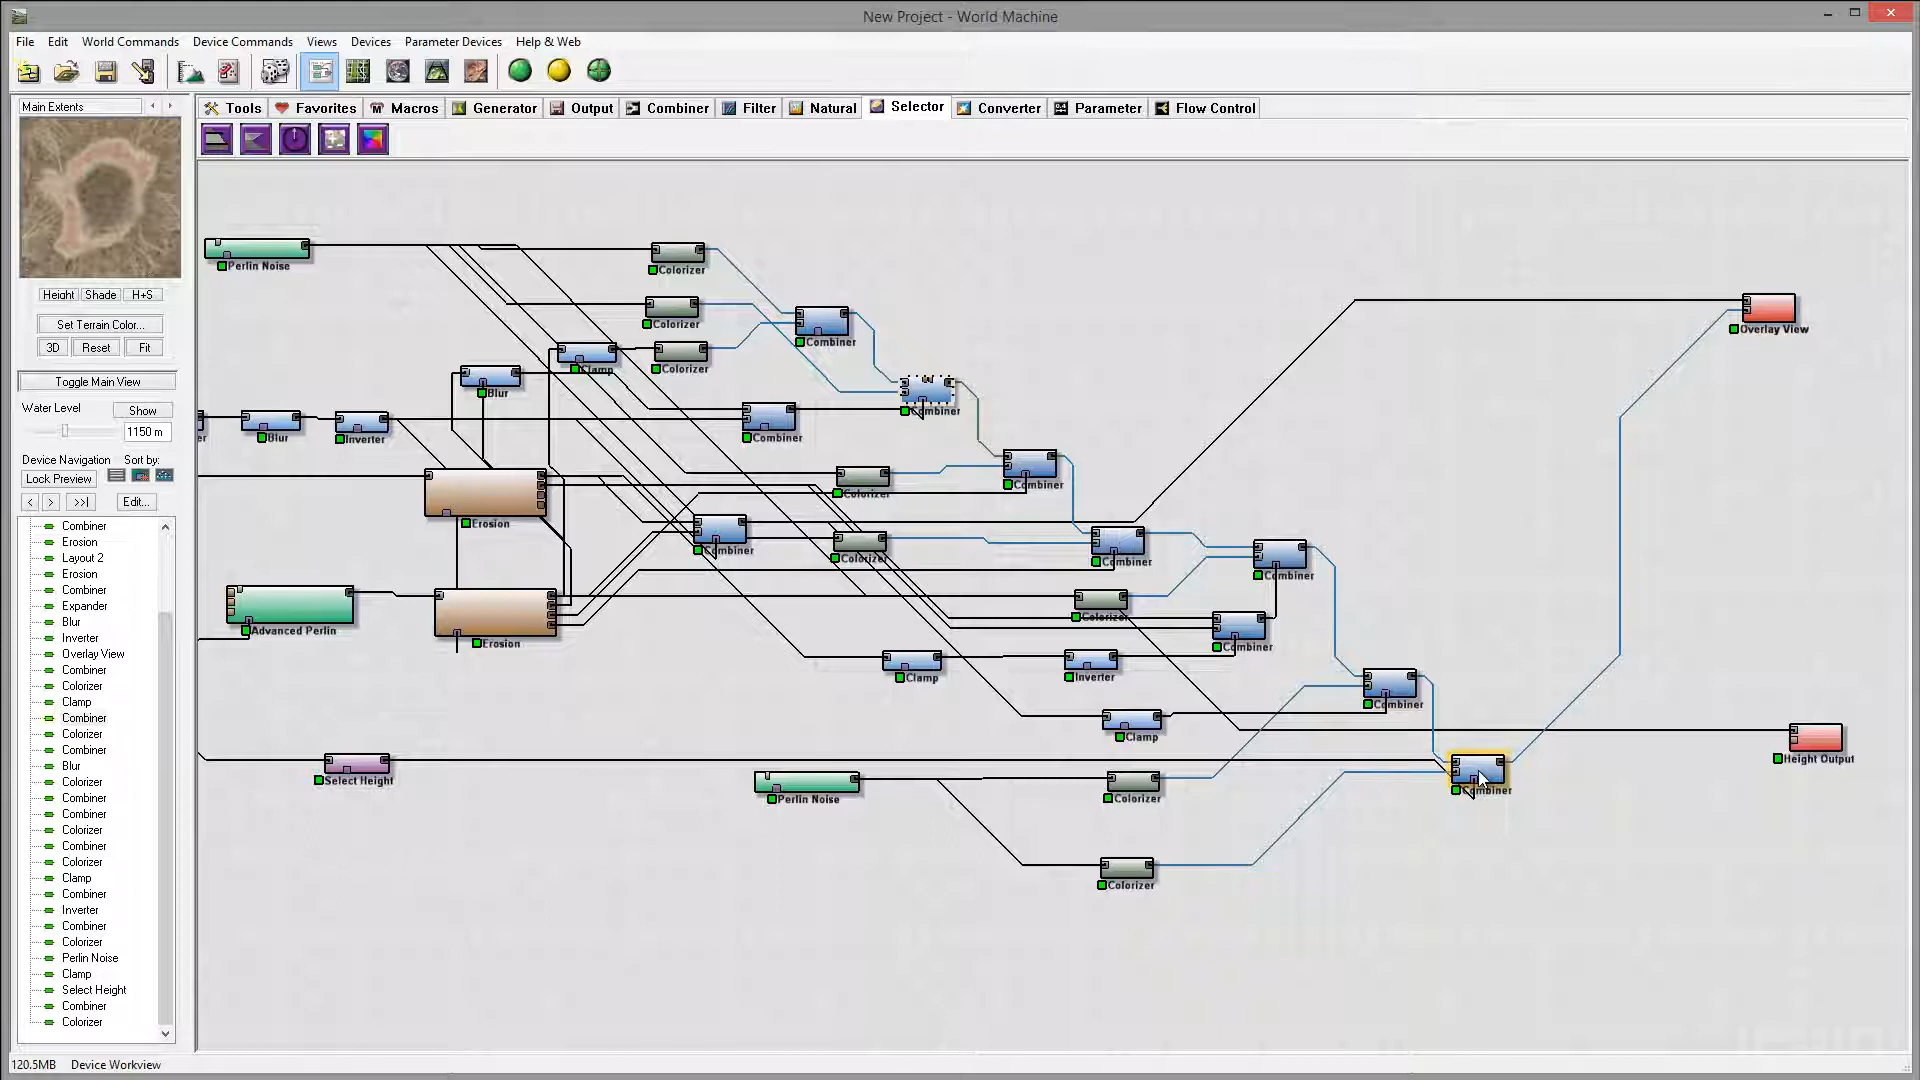 New Project - World Machine
File Edit World Commands Device Commands Views Devices Parameter Devices Help & Web
Main Extents
Tools Favorites Macros Generator Output Combiner Filter Natural Selector Converter Parameter Flow Control
Height Shade H+S
Set Terrain Color...
3D Reset Fit
Toggle Main View
Water Level Show
1150 m
Device Navigation Sort by:
Lock Preview
< > >>| Edit...
Combiner
Erosion
Layout 2
Erosion
Combiner
Expander
Blur
Inverter
Overlay View
Combiner
Colorizer
Clamp
Combiner
Colorizer
Combiner
Blur
Colorizer
Combiner
Combiner
Colorizer
Combiner
Colorizer
Clamp
Combiner
Inverter
Combiner
Colorizer
Perlin Noise
Clamp
Select Height
Combiner
Colorizer
Perlin Noise
Colorizer
Colorizer
Combiner
Overlay View
Clamp
Colorizer
Blur
Combiner
er
Blur
Inverter
Combiner
Combiner
Colorizer
Erosion
Combiner
Colorizer
Combiner
Combiner
Colorizer
Advanced Perlin
Erosion
Combiner
Clamp
Inverter
Combiner
Clamp
Height Output
Select Height
Combiner
Perlin Noise
Colorizer
Colorizer
120.5MB Device Workview